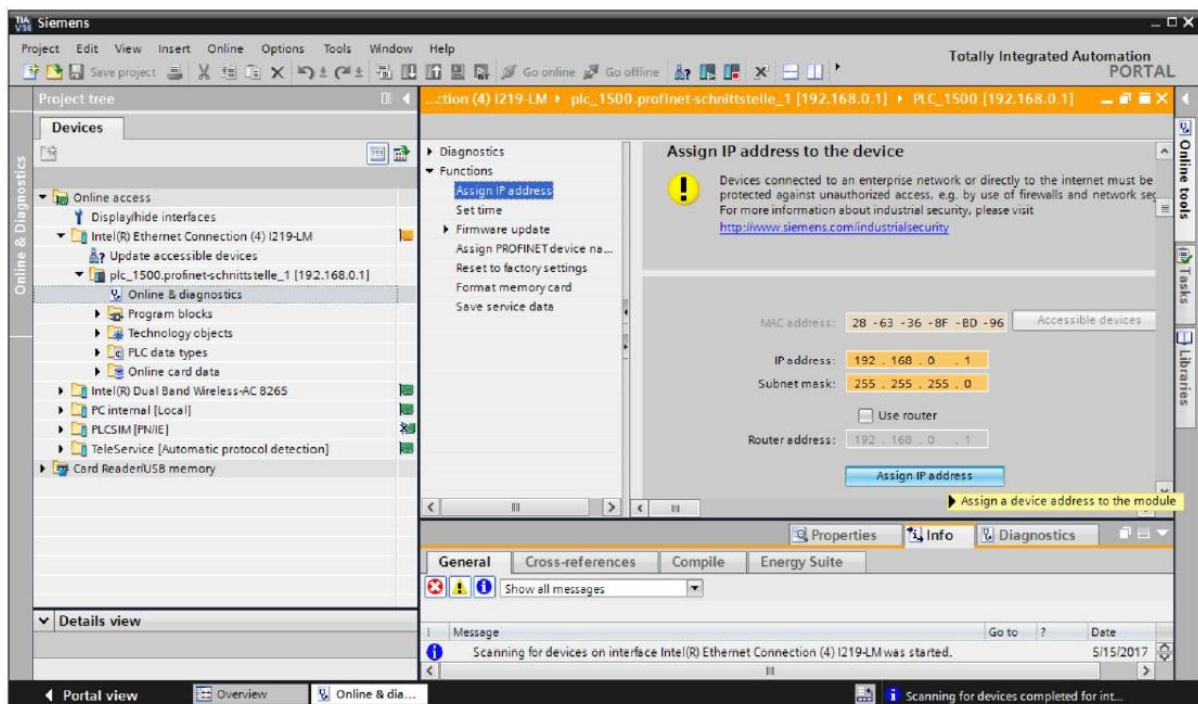 TIA V14 Siemens
Project Edit View Insert Online Options Tools Window Help
Save project Go online Go offline
Totally Integrated Automation
PORTAL
Project tree
Devices
Online & Diagnostics
Online access
Display/hide interfaces
Intel(R) Ethernet Connection (4) I219-LM
Update accessible devices
plc_1500.profinet-schnittstelle_1 [192.168.0.1]
Online & diagnostics
Program blocks
Technology objects
PLC data types
Online card data
Intel(R) Dual Band Wireless-AC 8265
PC internal [Local]
PLCSIM [PN/IE]
TeleService [Automatic protocol detection]
Card Reader/USB memory
Details view
...ction (4) I219-LM plc_1500.profinet-schnittstelle_1 [192.168.0.1] PLC_1500 [192.168.0.1]
Diagnostics
Functions
Assign IP address
Set time
Firmware update
Assign PROFINET device na...
Reset to factory settings
Format memory card
Save service data
Assign IP address to the device
Devices connected to an enterprise network or directly to the internet must be
protected against unauthorized access, e.g. by use of firewalls and network seg
For more information about industrial security, please visit
http://www.siemens.com/industrialsecurity
MAC address: 28 -63 -36 -8F -BD -96 Accessible devices
IP address: 192 . 168 . 0 . 1
Subnet mask: 255 . 255 . 255 . 0
Use router
Router address: 192 . 168 . 0 . 1
Assign IP address
Assign a device address to the module
Online tools
Tasks
Libraries
Properties Info Diagnostics
General Cross-references Compile Energy Suite
Show all messages
! Message Go to ? Date
Scanning for devices on interface Intel(R) Ethernet Connection (4) I219-LM was started. 5/15/2017
Portal view Overview Online & dia... Scanning for devices completed for int...